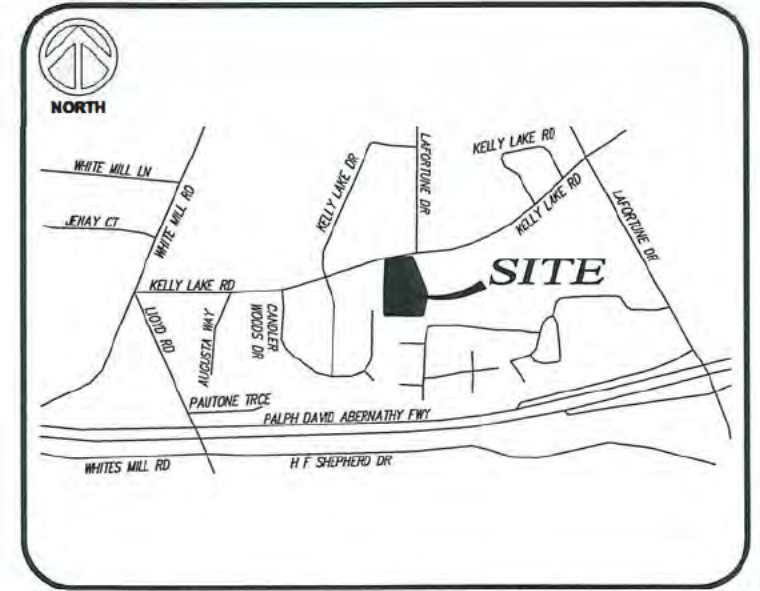 NORTH
WHITE MILL LN
JENAY CT
WHITE MILL RD
KELLY LAKE DR
LAFORTUNE DR
KELLY LAKE RD
KELLY LAKE RD
LAFORTUNE DR
SITE
KELLY LAKE RD
LLOYD RD
AUGUSTA WAY
CANDLER
WOODS DR
PAUTONE TRCE
PALPH DAVID ABERNATHY FWY
WHITES MILL RD
H F SHEPHERD DR